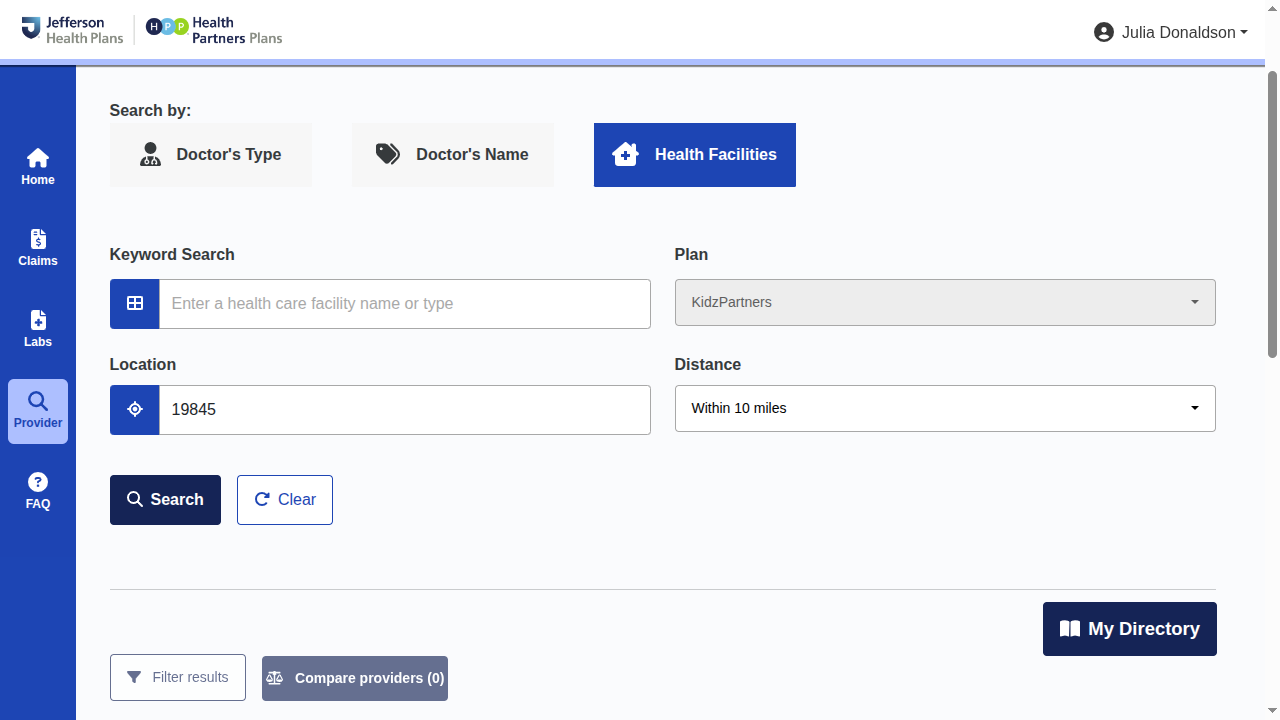 Jefferson
Health Plans
HPP
Health
Partners Plans
Julia Donaldson
Search by:
Doctor's Type
Doctor's Name
Health Facilities
Home
Claims
Labs
Provider
FAQ
Keyword Search
Enter a health care facility name or type
Plan
KidzPartners
Location
19845
Distance
Within 10 miles
Search
Clear
My Directory
Filter results
Compare providers (0)